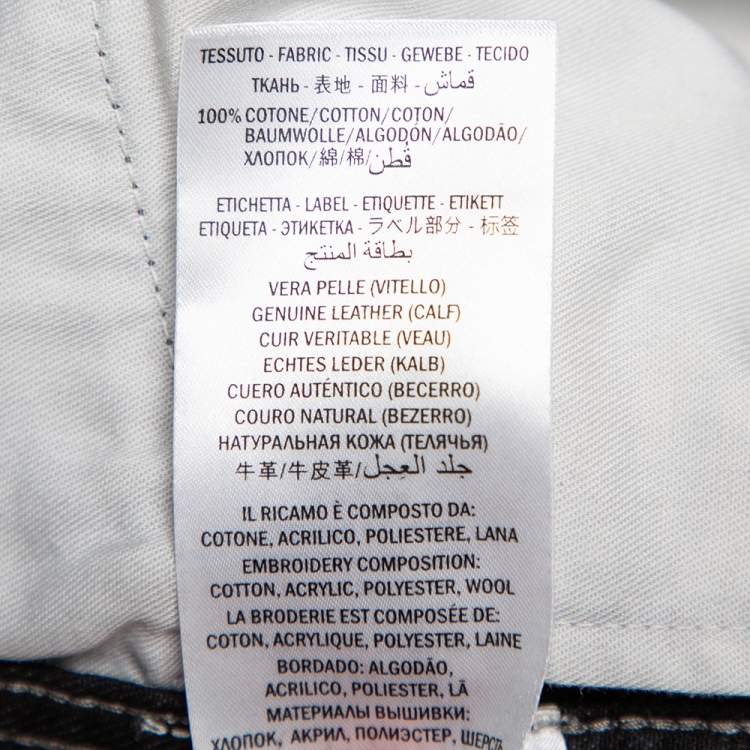 TESSUTO - FABRIC - TISSU - GEWEBE - TECIDO
ТКАНЬ - 表地 - 面料 - قماش
100% COTONE/COTTON/COTON/
BAUMWOLLE/ALGODÓN/ALGODÃO/
ХЛОПОК/綿/棉/قُطن
ETICHETTA - LABEL - ETIQUETTE - ETIKETT
ETIQUETA - ЭТИКЕТКА - ラベル部分 - 标签
بطاقة المنتج
VERA PELLE (VITELLO)
GENUINE LEATHER (CALF)
CUIR VERITABLE (VEAU)
ECHTES LEDER (KALB)
CUERO AUTÉNTICO (BECERRO)
COURO NATURAL (BEZERRO)
НАТУРАЛЬНАЯ КОЖА (ТЕЛЯЧЬЯ)
牛革/牛皮革/جلد العِجل
IL RICAMO È COMPOSTO DA:
COTONE, ACRILICO, POLIESTERE, LANA
EMBROIDERY COMPOSITION:
COTTON, ACRYLIC, POLYESTER, WOOL
LA BRODERIE EST COMPOSÉE DE:
COTON, ACRYLIQUE, POLYESTER, LAINE
BORDADO: ALGODÃO,
ACRILICO, POLIESTER, LÃ
МАТЕРИАЛЫ ВЫШИВКИ:
ХЛОПОК, АКРИЛ, ПОЛИЭСТЕР, ШЕРСТЬ